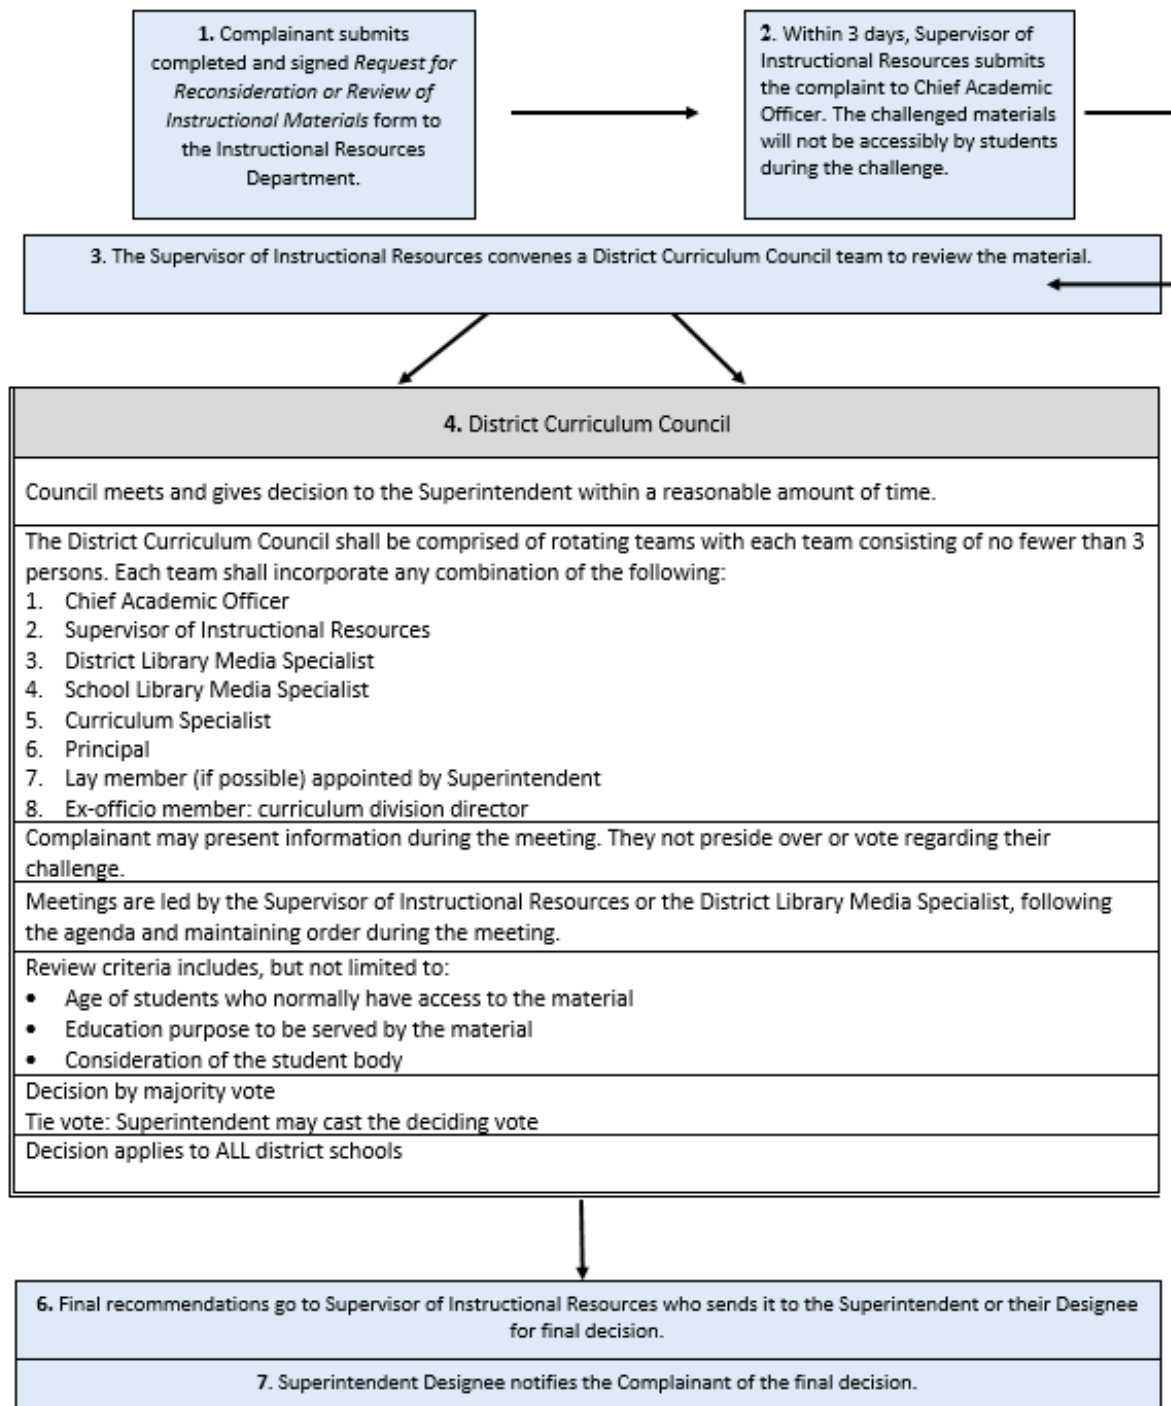 1. Complainant submits
completed and signed Request for
Reconsideration or Review of
Instructional Materials form to
the Instructional Resources
Department.
2. Within 3 days, Supervisor of
Instructional Resources submits
the complaint to Chief Academic
Officer. The challenged materials
will not be accessibly by students
during the challenge.
3. The Supervisor of Instructional Resources convenes a District Curriculum Council team to review the material.
4. District Curriculum Council
Council meets and gives decision to the Superintendent within a reasonable amount of time.
The District Curriculum Council shall be comprised of rotating teams with each team consisting of no fewer than 3
persons. Each team shall incorporate any combination of the following:
1. Chief Academic Officer
2. Supervisor of Instructional Resources
3. District Library Media Specialist
4. School Library Media Specialist
5. Curriculum Specialist
6. Principal
7. Lay member (if possible) appointed by Superintendent
8. Ex-officio member: curriculum division director
Complainant may present information during the meeting. They not preside over or vote regarding their
challenge.
Meetings are led by the Supervisor of Instructional Resources or the District Library Media Specialist, following
the agenda and maintaining order during the meeting.
Review criteria includes, but not limited to:
• Age of students who normally have access to the material
• Education purpose to be served by the material
• Consideration of the student body
Decision by majority vote
Tie vote: Superintendent may cast the deciding vote
Decision applies to ALL district schools
6. Final recommendations go to Supervisor of Instructional Resources who sends it to the Superintendent or their Designee
for final decision.
7. Superintendent Designee notifies the Complainant of the final decision.